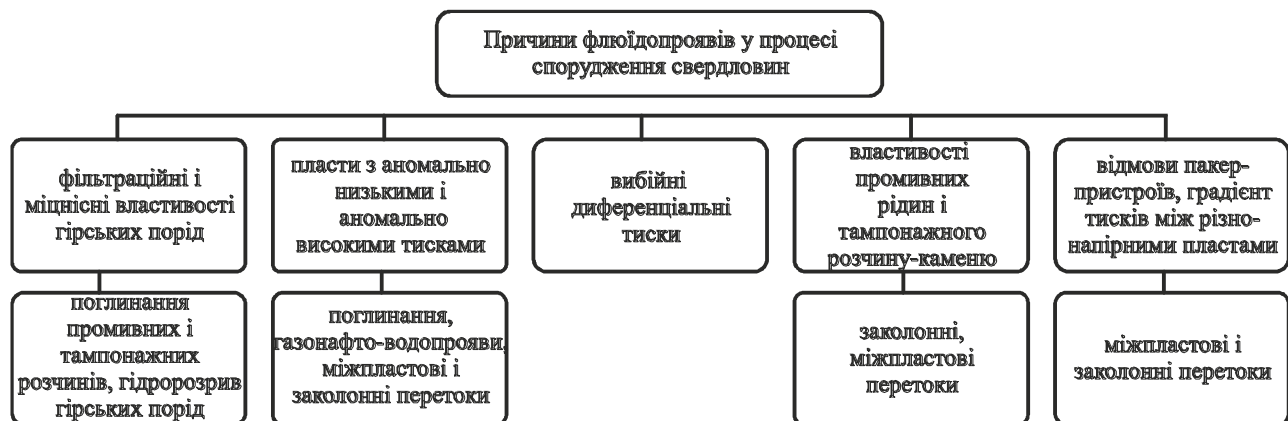 Причини флюїдопроявів у процесі
спорудження свердловин
фільтраційні і
міцнісні властивості
гірських порід
пласти з аномально
низькими і
аномально
високими тисками
вибійні
диференціальні
тиски
властивості
промивних
рідин і
тампонажного
розчину-каменю
відмови пакер-
пристроїв, градієнт
тисків між різно-
напірними пластами
поглинання
промивних і
тампонажних
розчинів, гідророзрив
гірських порід
поглинання,
газонафто-водопрояви,
міжпластові і
заколонні перетоки
заколонні,
міжпластові
перетоки
міжпластові і
заколонні перетоки